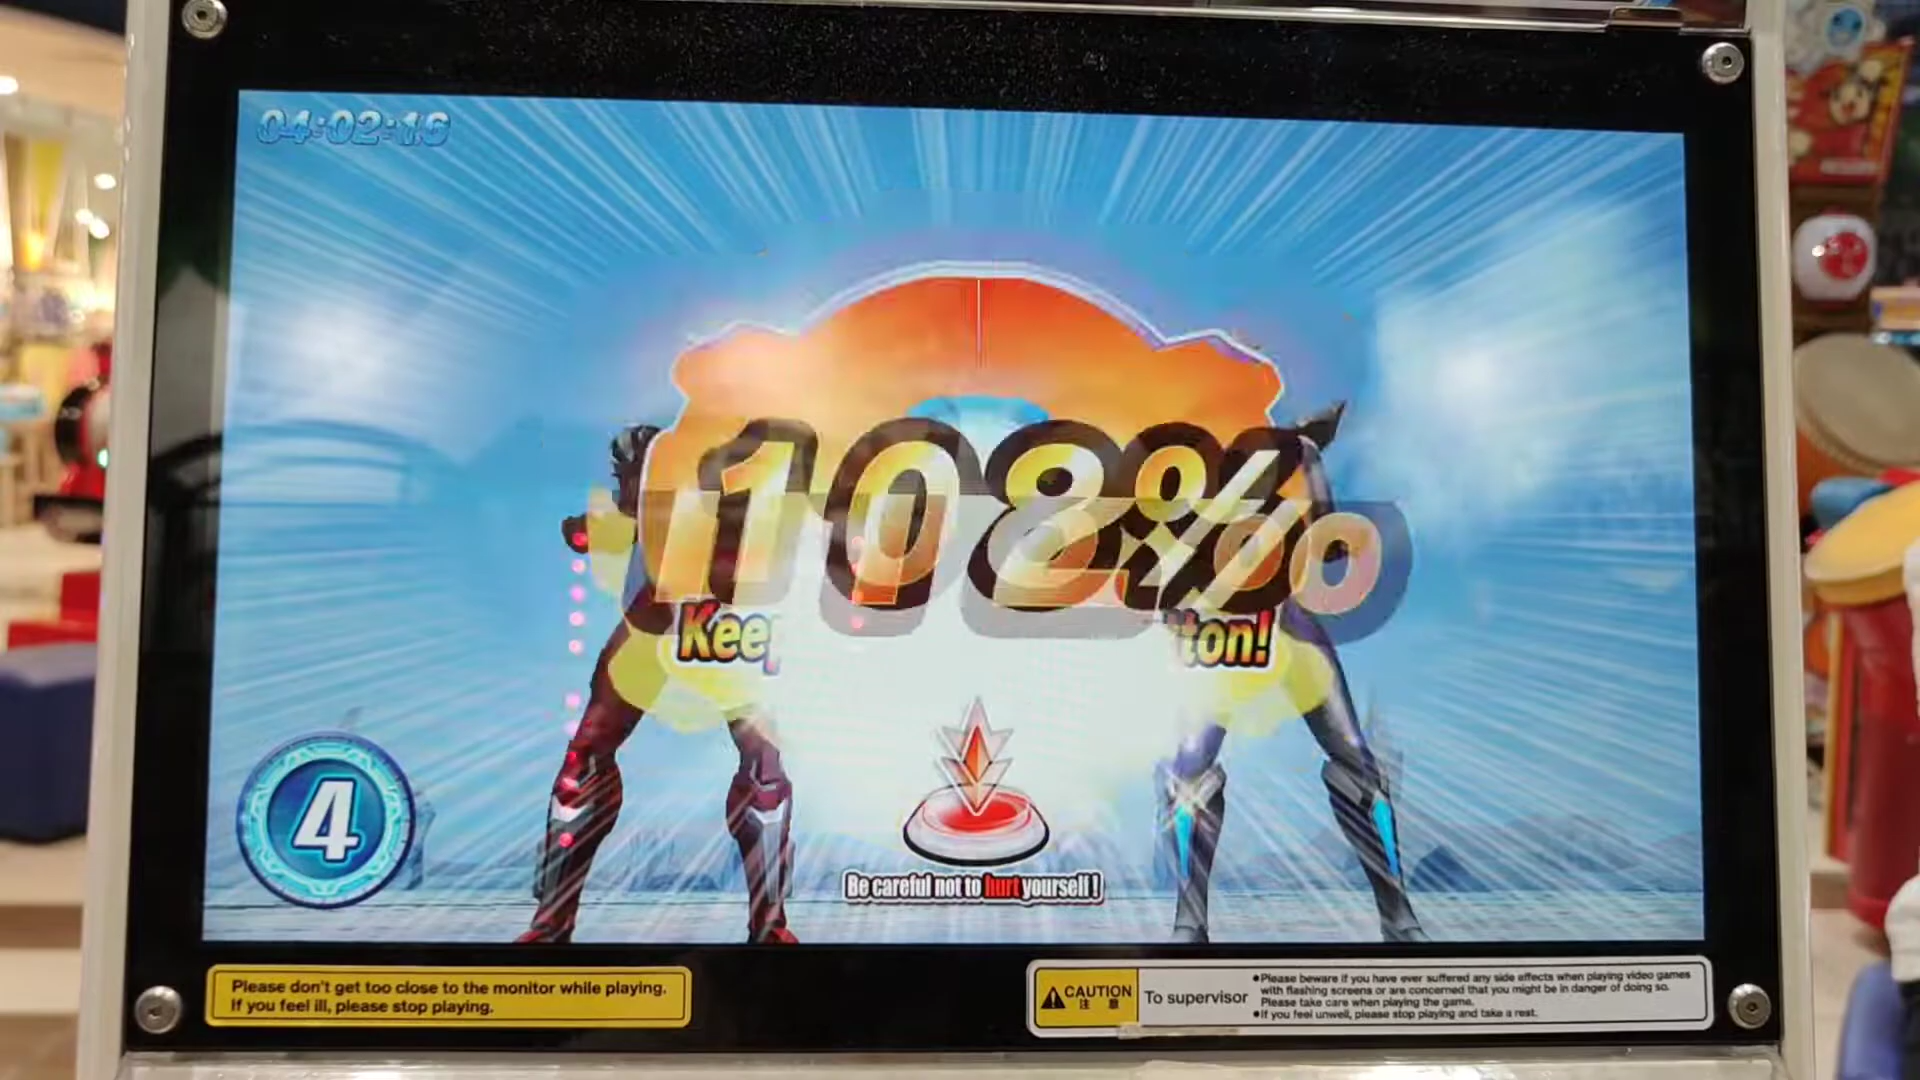 04:02:16
108%
Keep
tton!
4
Be careful not to hurt yourself!
Please don't get too close to the monitor while playing.
If you feel ill, please stop playing.
CAUTION
注 意
To supervisor
●Please beware if you have ever suffered any side effects when playing video games
with flashing screens or are concerned that you might be in danger of doing so.
Please take care when playing the game.
●If you feel unwell, please stop playing and take a rest.